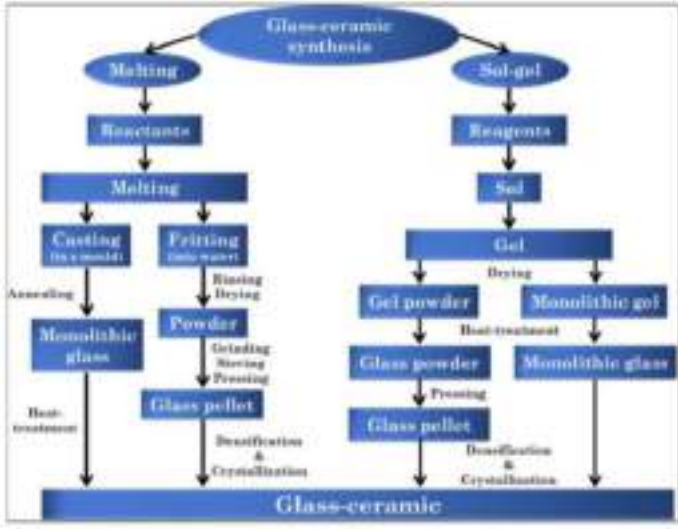 Glass-ceramic
synthesis
Melting
Sol-gel
Reactants
Reagents
Melting
Sol
Casting
(in a mould)
Fritting
(into water)
Gel
Annealing
Rinsing
Drying
Drying
Gel powder
Monolithic gel
Powder
Heat-treatment
Monolithic
glass
Grinding
Sieving
Pressing
Glass powder
Monolithic glass
Pressing
Glass pellet
Glass pellet
Heat-
treatment
Densification
&
Crystallization
Densification
&
Crystallization
Glass-ceramic